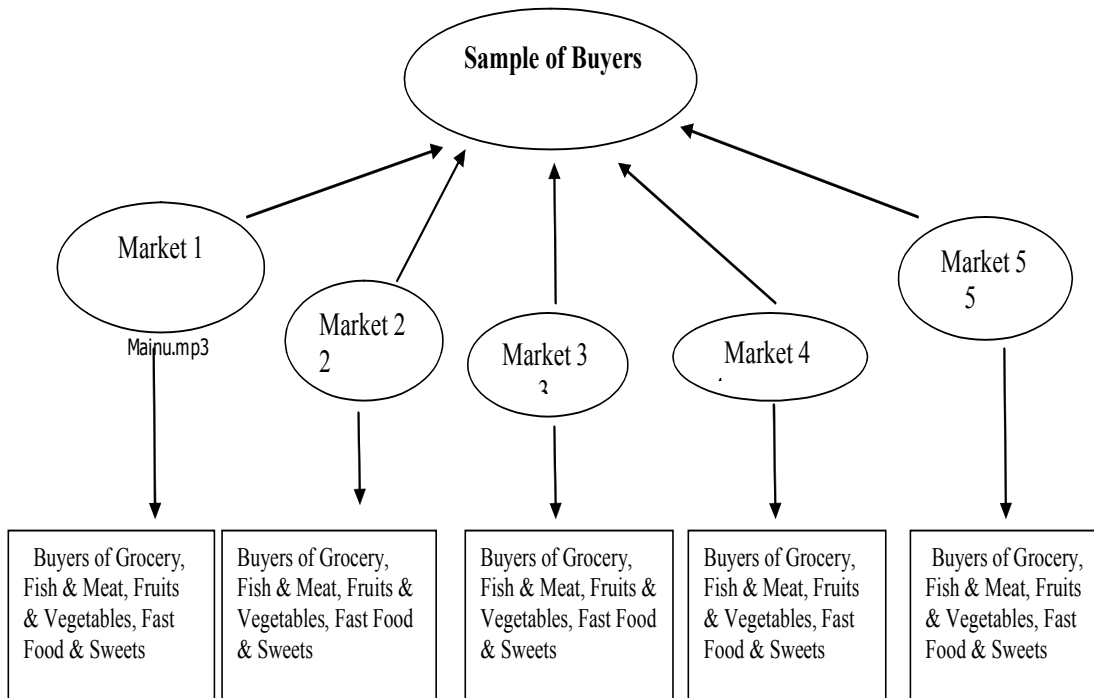 Sample of Buyers
Market 1
Mainu.mp3
Market 2
2
Market 3
3
Market 4
Market 5
5
Buyers of Grocery,
Fish & Meat, Fruits
& Vegetables, Fast
Food & Sweets
Buyers of Grocery,
Fish & Meat, Fruits &
Vegetables, Fast Food
& Sweets
Buyers of Grocery,
Fish & Meat, Fruits &
Vegetables, Fast Food &
& Sweets
Buyers of Grocery,
Fish & Meat, Fruits
& Vegetables, Fast
Food & Sweets
Buyers of Grocery,
Fish & Meat, Fruits
& Vegetables, Fast
Food & Sweets